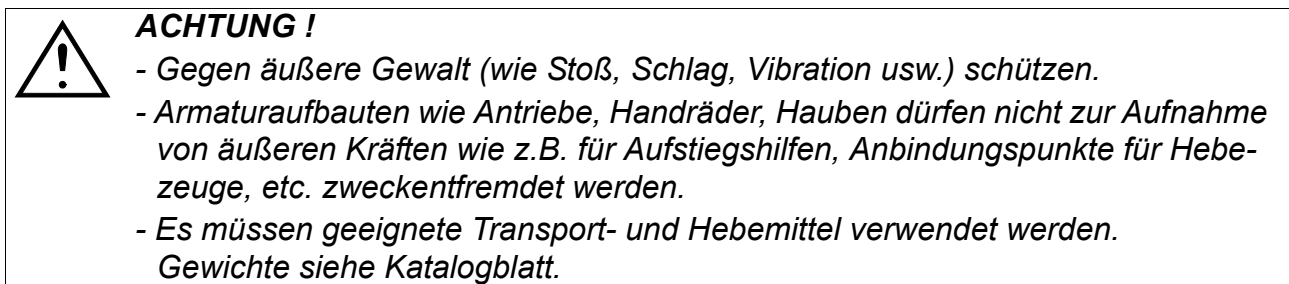 ACHTUNG !
- Gegen äußere Gewalt (wie Stoß, Schlag, Vibration usw.) schützen.
- Armaturaufbauten wie Antriebe, Handräder, Hauben dürfen nicht zur Aufnahme
von äußeren Kräften wie z.B. für Aufstiegshilfen, Anbindungspunkte für Hebe-
zeuge, etc. zweckentfremdet werden.
- Es müssen geeignete Transport- und Hebemittel verwendet werden.
Gewichte siehe Katalogblatt.